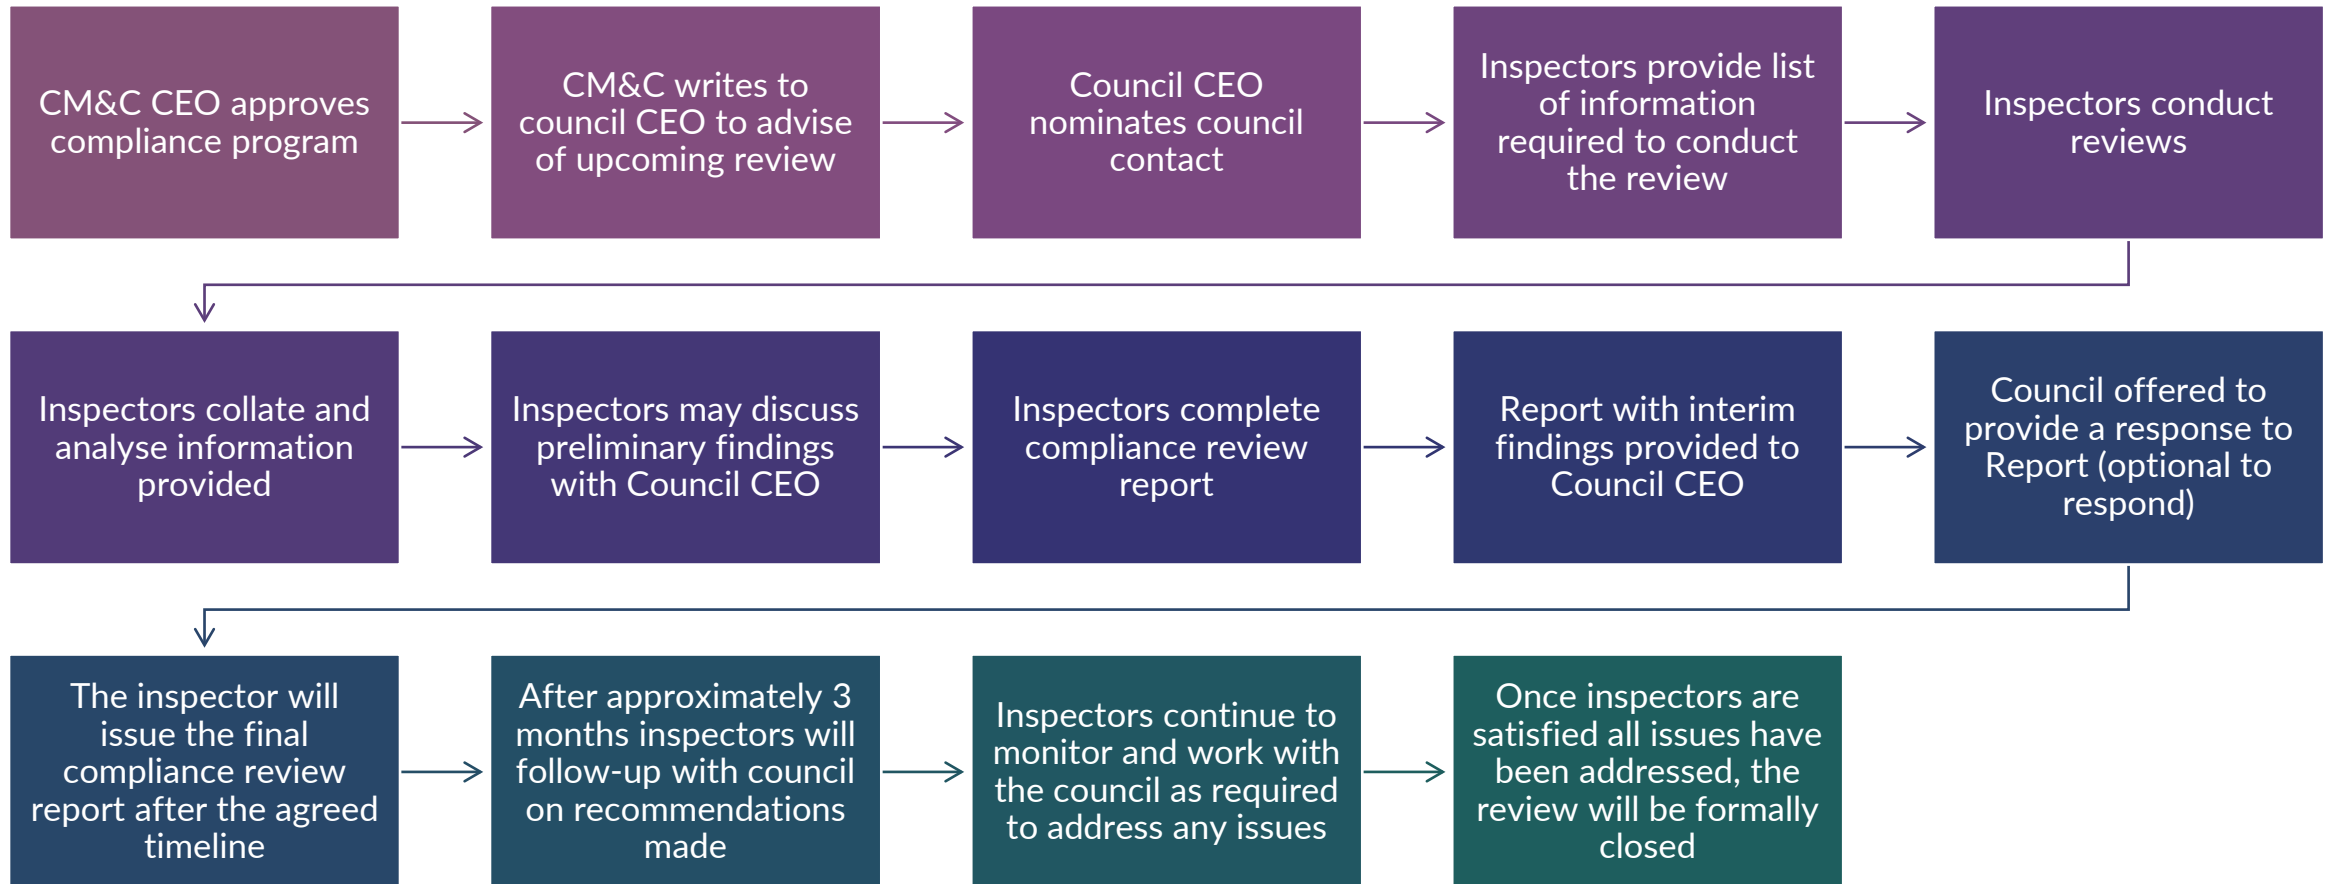 CM&C CEO approves
compliance program
CM&C writes to
council CEO to advise
of upcoming review
Council CEO
nominates council
contact
Inspectors provide list
of information
required to conduct
the review
Inspectors conduct
reviews
Inspectors collate and
analyse information
provided
Inspectors may discuss
preliminary findings
with Council CEO
Inspectors complete
compliance review
report
Report with interim
findings provided to
Council CEO
Council offered to
provide a response to
Report (optional to
respond)
The inspector will
issue the final
compliance review
report after the agreed
timeline
After approximately 3
months inspectors will
follow-up with council
on recommendations
made
Inspectors continue to
monitor and work with
the council as required
to address any issues
Once inspectors are
satisfied all issues have
been addressed, the
review will be formally
closed